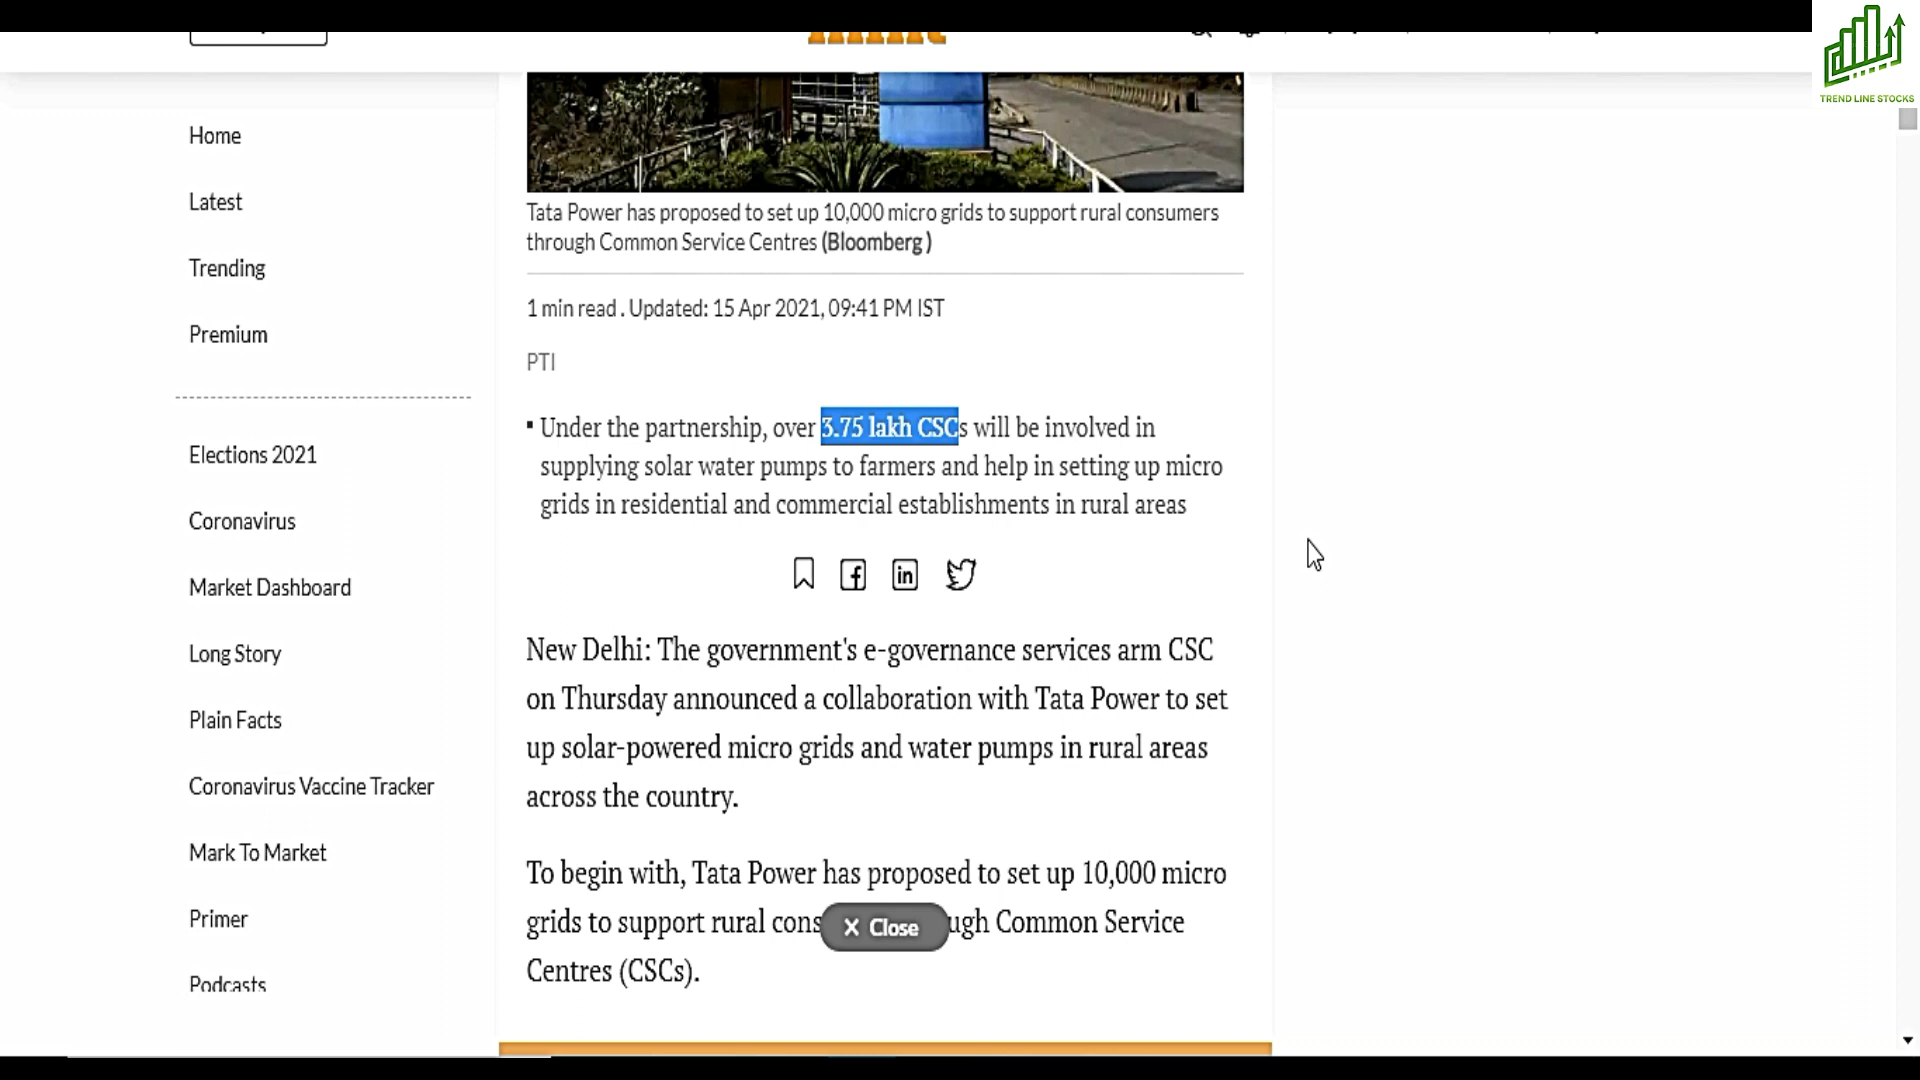 TREND LINE STOCKS
Home
Latest
Trending
Premium
Elections 2021
Coronavirus
Market Dashboard
Long Story
Plain Facts
Coronavirus Vaccine Tracker
Mark To Market
Primer
Podcasts
Tata Power has proposed to set up 10,000 micro grids to support rural consumers
through Common Service Centres (Bloomberg )
1 min read . Updated: 15 Apr 2021, 09:41 PM IST
PTI
▪ Under the partnership, over 3.75 lakh CSCs will be involved in
supplying solar water pumps to farmers and help in setting up micro
grids in residential and commercial establishments in rural areas
New Delhi: The government's e-governance services arm CSC
on Thursday announced a collaboration with Tata Power to set
up solar-powered micro grids and water pumps in rural areas
across the country.
To begin with, Tata Power has proposed to set up 10,000 micro
grids to support rural cons X Close ugh Common Service
Centres (CSCs).